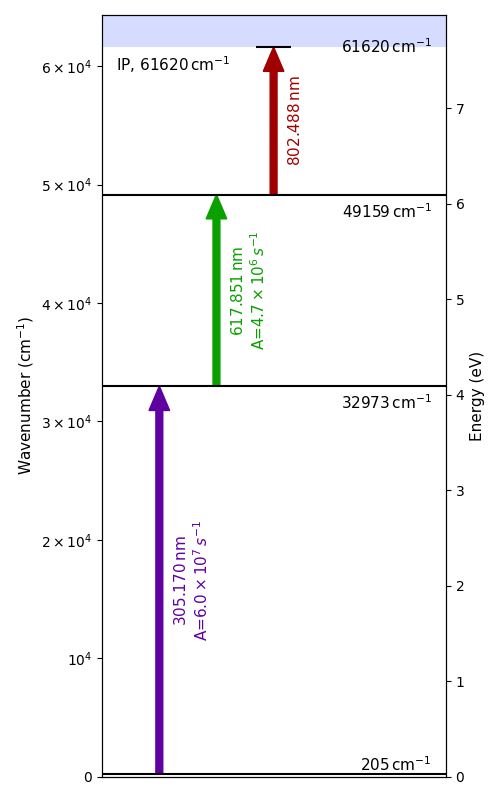 61620 cm⁻¹
IP, 61620 cm⁻¹
802.488 nm
49159 cm⁻¹
617.851 nm
A=4.7 × 10⁶ s⁻¹
32973 cm⁻¹
305.170 nm
A=6.0 × 10⁷ s⁻¹
205 cm⁻¹
Wavenumber (cm⁻¹)
6 × 10⁴
5 × 10⁴
4 × 10⁴
3 × 10⁴
2 × 10⁴
10⁴
0
Energy (eV)
7
6
5
4
3
2
1
0